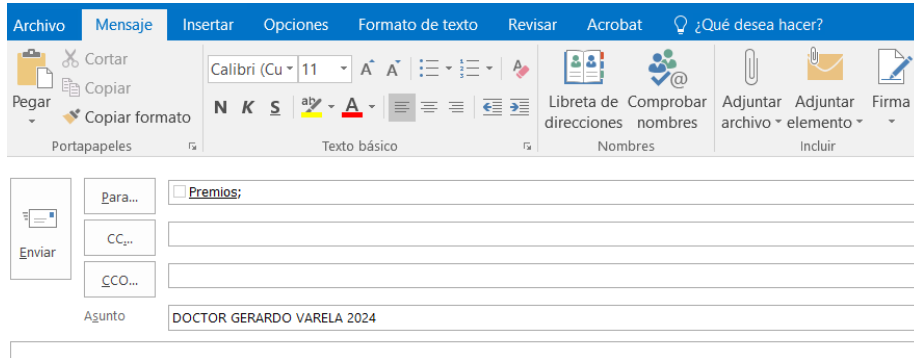 Archivo Mensaje Insertar Opciones Formato de texto Revisar Acrobat ¿Qué desea hacer?
Cortar
Copiar
Copiar formato
Pegar
Portapapeles
Calibri (Cu 11 A A
N K S ab A
Texto básico
Libreta de direcciones
Comprobar nombres
Nombres
Adjuntar archivo
Adjuntar elemento
Firma
Incluir
Enviar
Para... Premios;
CC...
CCO...
Asunto DOCTOR GERARDO VARELA 2024